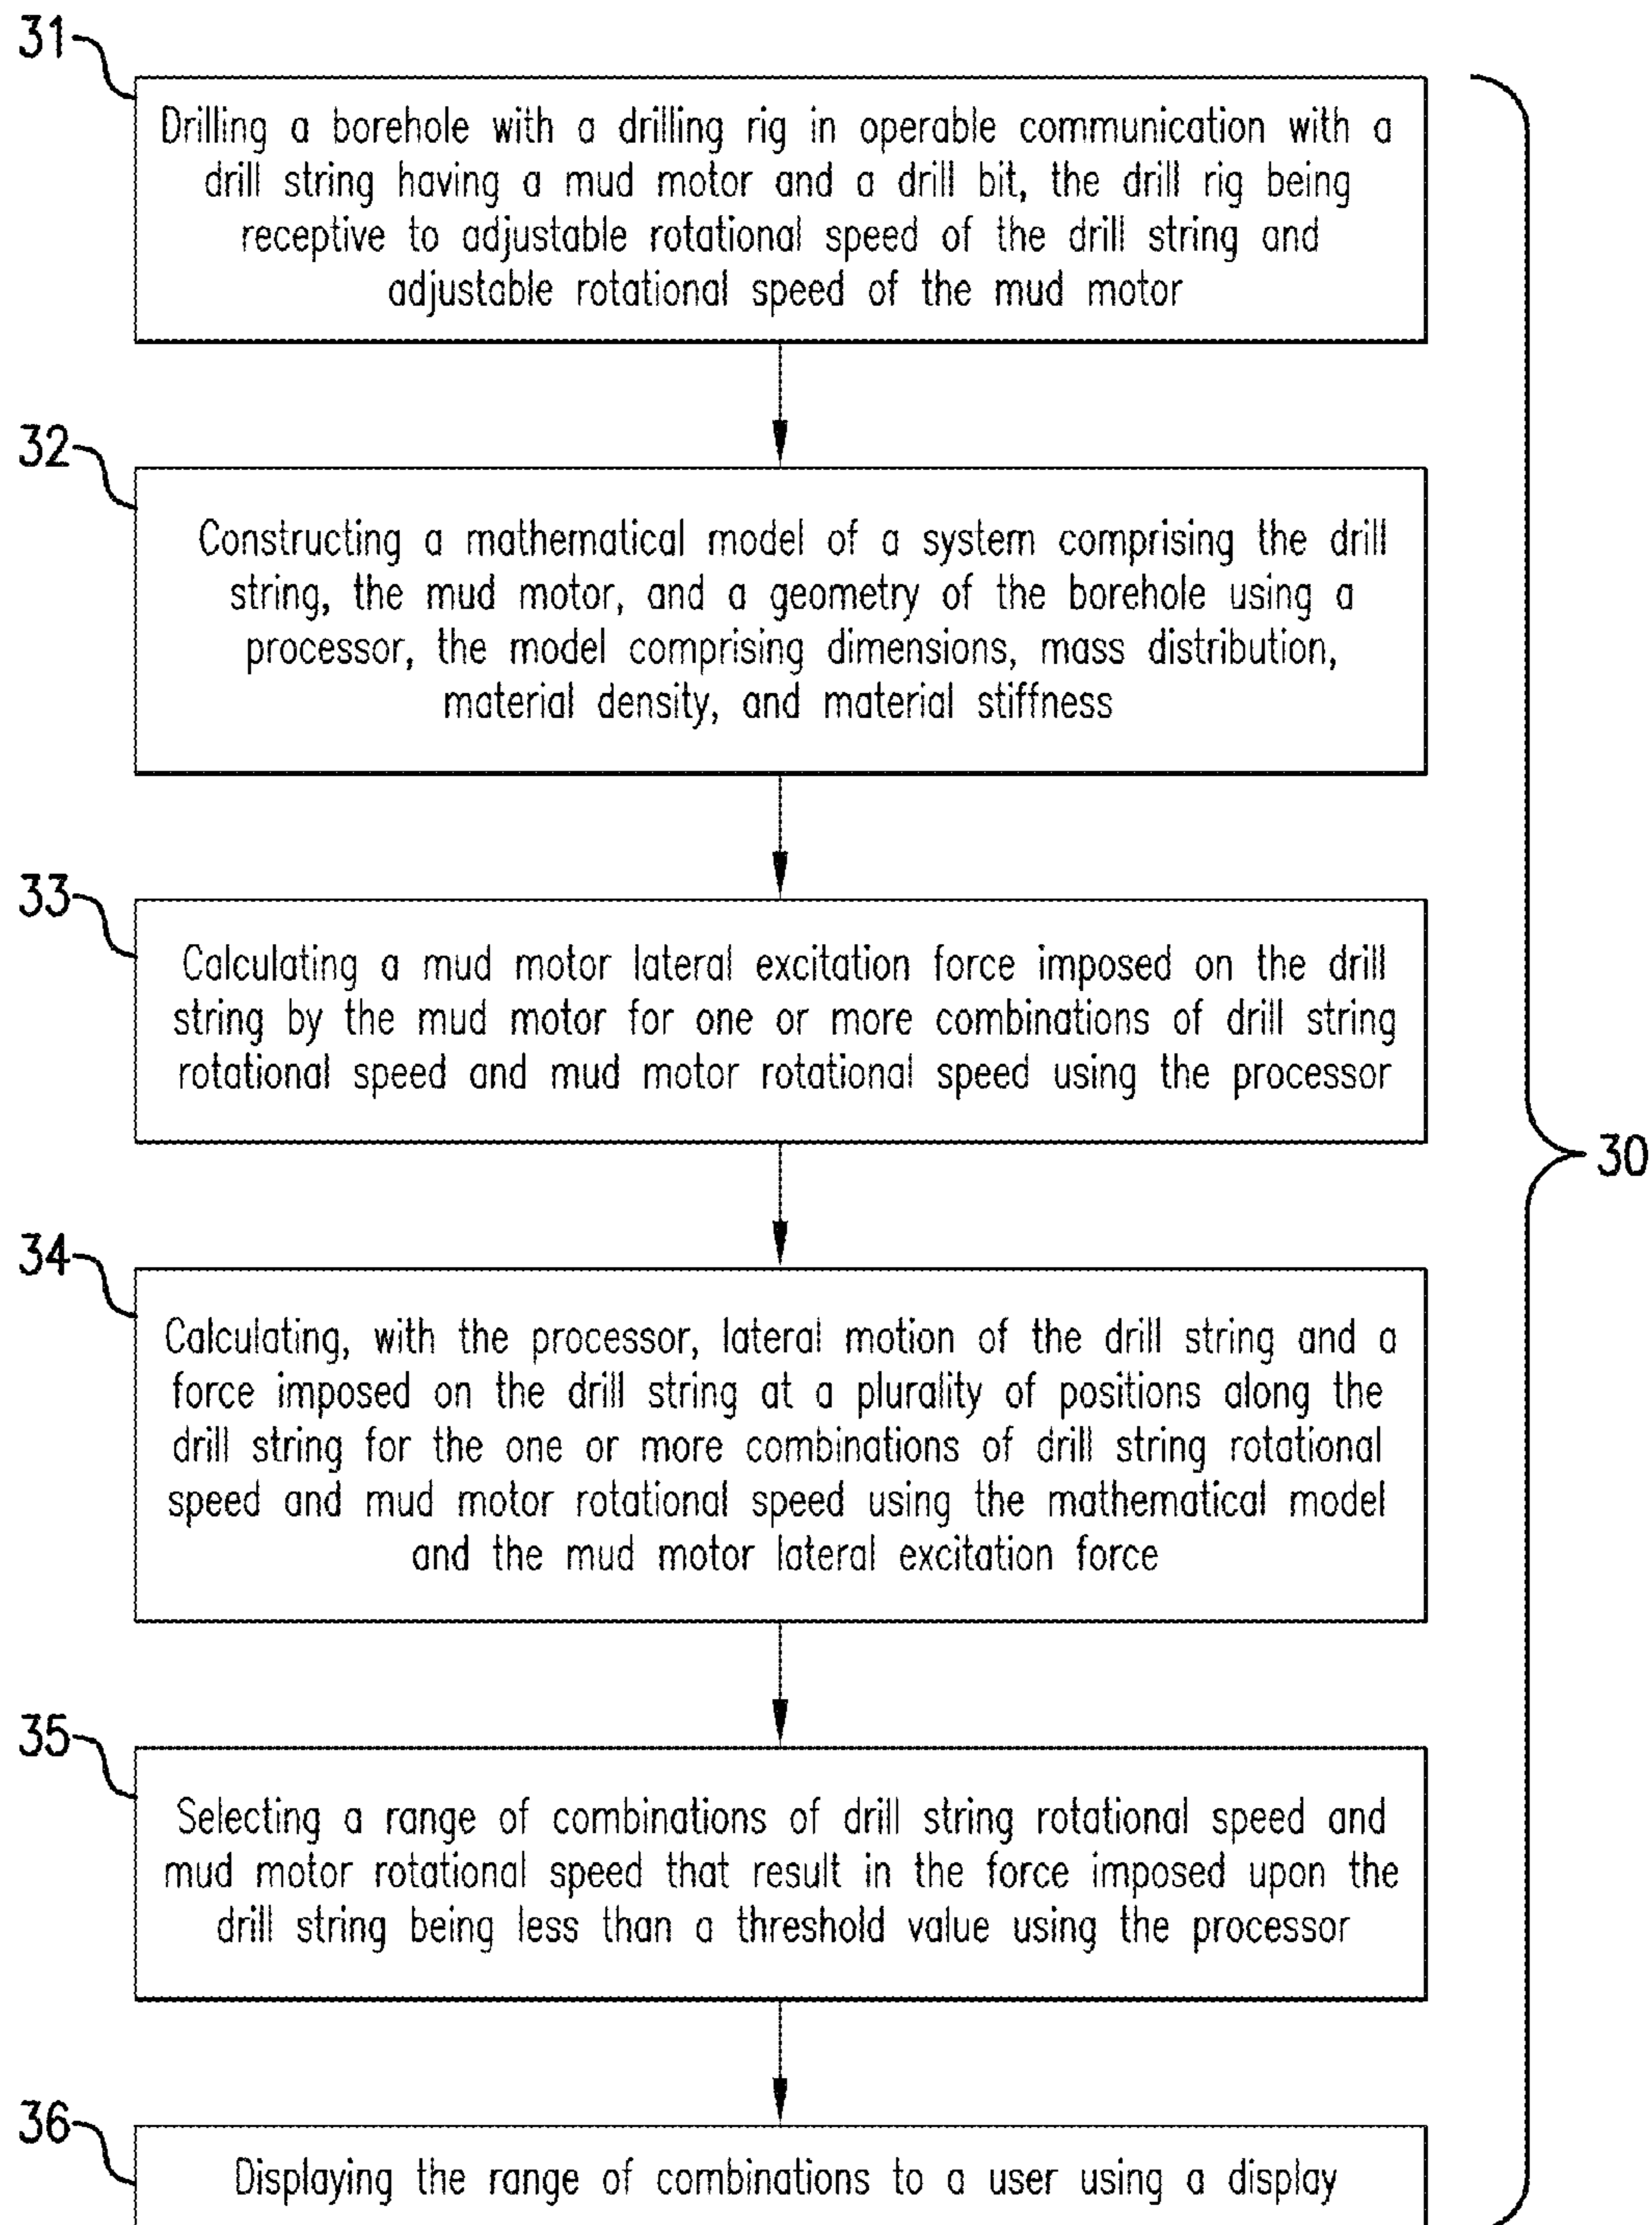 31
Drilling a borehole with a drilling rig in operable communication with a
drill string having a mud motor and a drill bit, the drill rig being
receptive to adjustable rotational speed of the drill string and
adjustable rotational speed of the mud motor
32
Constructing a mathematical model of a system comprising the drill
string, the mud motor, and a geometry of the borehole using a
processor, the model comprising dimensions, mass distribution,
material density, and material stiffness
33
Calculating a mud motor lateral excitation force imposed on the drill
string by the mud motor for one or more combinations of drill string
rotational speed and mud motor rotational speed using the processor
30
34
Calculating, with the processor, lateral motion of the drill string and a
force imposed on the drill string at a plurality of positions along the
drill string for the one or more combinations of drill string rotational
speed and mud motor rotational speed using the mathematical model
and the mud motor lateral excitation force
35
Selecting a range of combinations of drill string rotational speed and
mud motor rotational speed that result in the force imposed upon the
drill string being less than a threshold value using the processor
36
Displaying the range of combinations to a user using a display